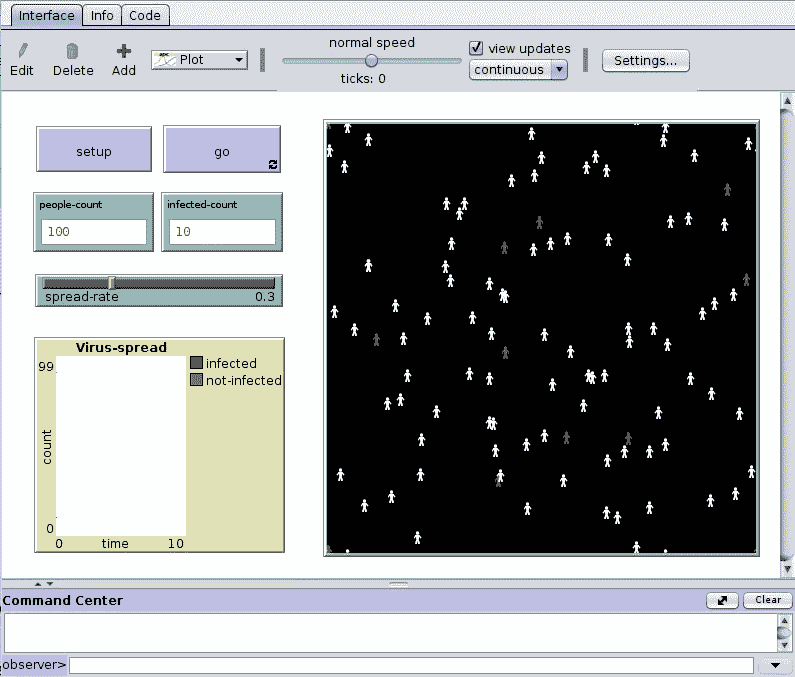 Interface Info Code
normal speed
view updates
Edit Delete Add Plot
continuous
Settings...
ticks: 0
setup go
people-count infected-count
100 10
spread-rate 0.3
Virus-spread
99
infected
not-infected
count
0
0 time 10
Command Center
Clear
observer>